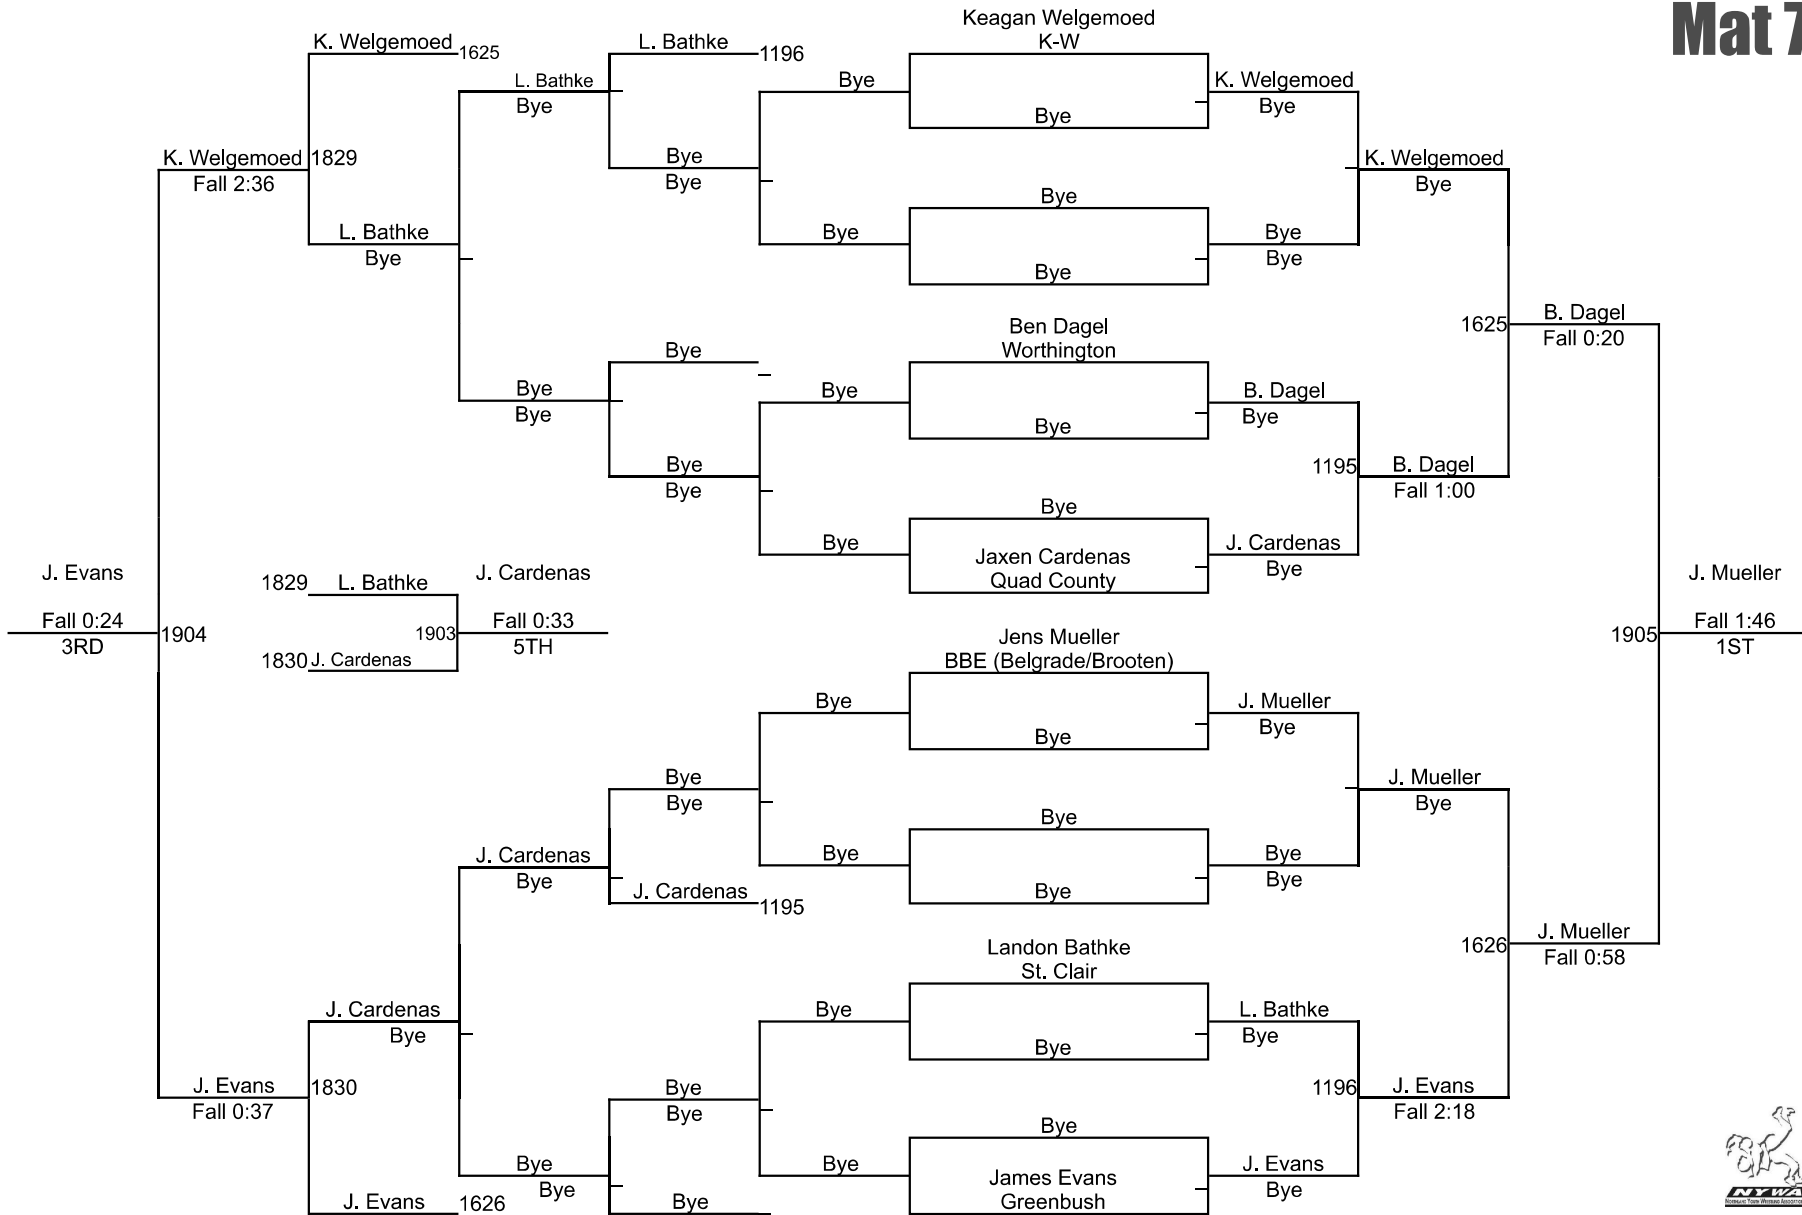 Mat 7
Keagan Welgemoed
K-W
K. Welgemoed
1625
L. Bathke
1196
L. Bathke
Bye
Bye
K. Welgemoed
Bye
Bye
K. Welgemoed
1829
Fall 2:36
Bye
Bye
K. Welgemoed
Bye
Bye
L. Bathke
Bye
Bye
Bye
Bye
Bye
Ben Dagel
Worthington
1625
B. Dagel
Fall 0:20
Bye
Bye
Bye
Bye
B. Dagel
Bye
Bye
Bye
Bye
1195
B. Dagel
Fall 1:00
Bye
Bye
J. Cardenas
Bye
Jaxen Cardenas
Quad County
J. Evans
Fall 0:24
3RD
1904
1829
L. Bathke
1903
1830
J. Cardenas
J. Cardenas
Fall 0:33
5TH
J. Mueller
1905
Fall 1:46
1ST
Jens Mueller
BBE (Belgrade/Brooten)
Bye
J. Mueller
Bye
Bye
Bye
Bye
J. Mueller
Bye
Bye
J. Cardenas
Bye
Bye
Bye
Bye
Bye
J. Cardenas
1195
Landon Bathke
St. Clair
1626
J. Mueller
Fall 0:58
J. Cardenas
Bye
Bye
L. Bathke
Bye
Bye
J. Evans
1830
Fall 0:37
Bye
Bye
1196
J. Evans
Fall 2:18
Bye
Bye
Bye
Bye
James Evans
Greenbush
J. Evans
Bye
J. Evans
1626
Bye
NYWA